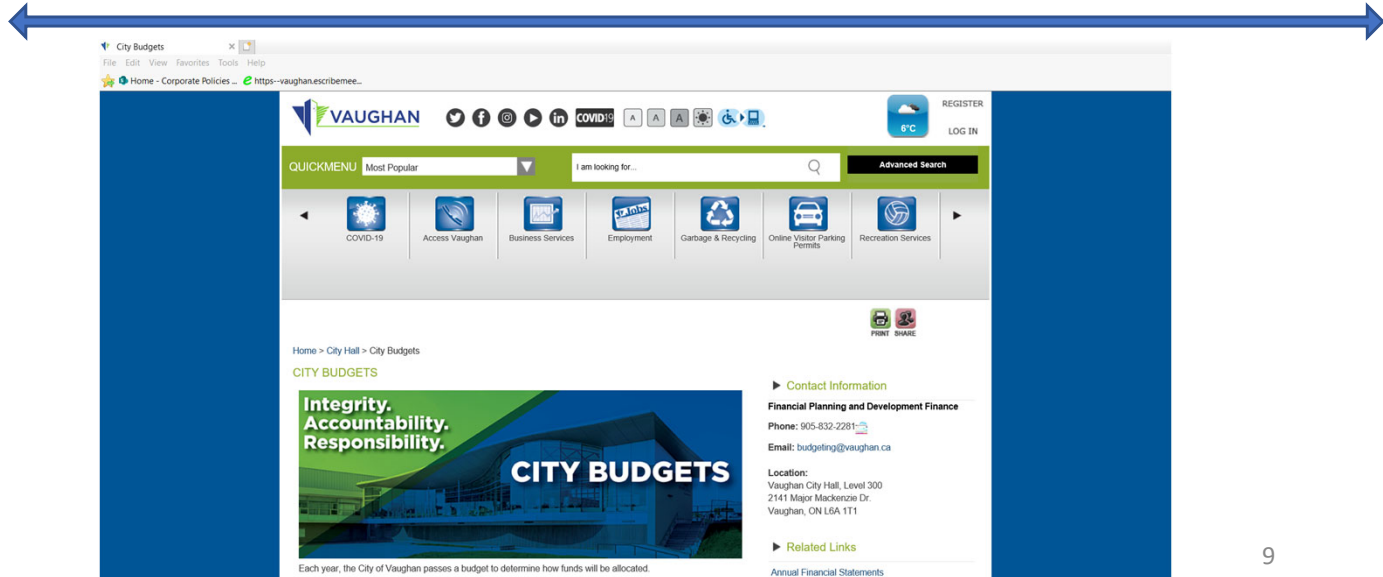 City Budgets
File Edit View Favorites Tools Help
Home - Corporate Policies ... https--vaughan.escribemee...
VAUGHAN
COVID19
A A A
6°C
REGISTER
LOG IN
QUICKMENU Most Popular
I am looking for...
Advanced Search
COVID-19
Access Vaughan
Business Services
Jobs
Employment
Garbage & Recycling
Online Visitor Parking
Permits
Recreation Services
PRINT SHARE
Home > City Hall > City Budgets
CITY BUDGETS
Integrity.
Accountability.
Responsibility.
CITY BUDGETS
Each year, the City of Vaughan passes a budget to determine how funds will be allocated.
Contact Information
Financial Planning and Development Finance
Phone: 905-832-2281
Email: budgeting@vaughan.ca
Location:
Vaughan City Hall, Level 300
2141 Major Mackenzie Dr.
Vaughan, ON L6A 1T1
Related Links
Annual Financial Statements
9